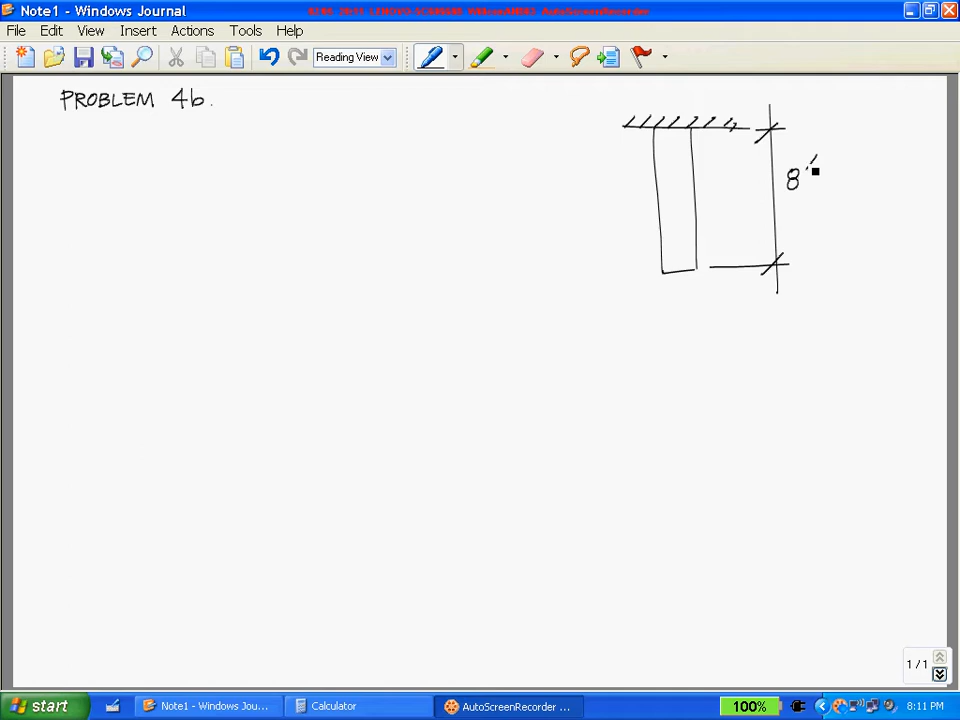 Note1 - Windows Journal
File Edit View Insert Actions Tools Help
Reading View
PROBLEM 4b.
8'
1 / 1
start
Note1 - Windows Jou...
Calculator
AutoScreenRecorder ...
100%
8:11 PM